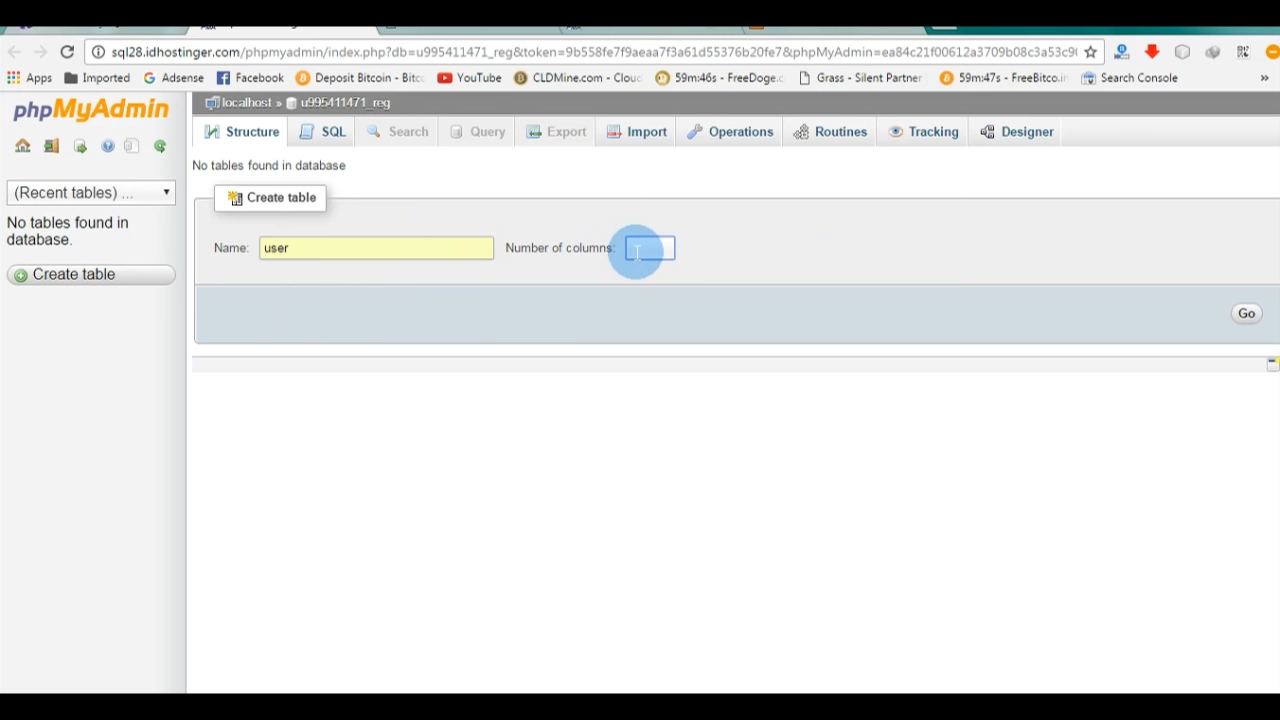 sql28.idhostinger.com/phpmyadmin/index.php?db=u995411471_reg&token=9b558fe7f9aeaa7f3a61d55376b20fe7&phpMyAdmin=ea84c21f00612a3709b08c3a53c9
Apps Imported Adsense Facebook Deposit Bitcoin - Bitc YouTube CLDMine.com - Clou 59m:46s - FreeDoge.c Grass - Silent Partner 59m:47s - FreeBitco.in Search Console »
phpMyAdmin
localhost » u995411471_reg
Structure SQL Search Query Export Import Operations Routines Tracking Designer
No tables found in database
(Recent tables) ...
No tables found in
database.
Create table
Create table
Name: user Number of columns:
Go